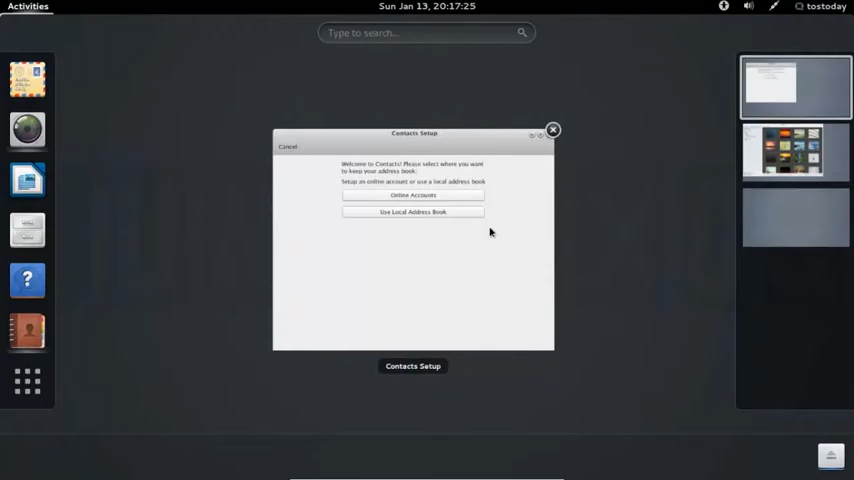 Activities
Sun Jan 13, 20:17:25
tostoday
Type to search...
Contacts Setup
Cancel
Welcome to Contacts! Please select where you want
to keep your address book:
Setup an online account or use a local address book
Online Accounts
Use Local Address Book
Contacts Setup